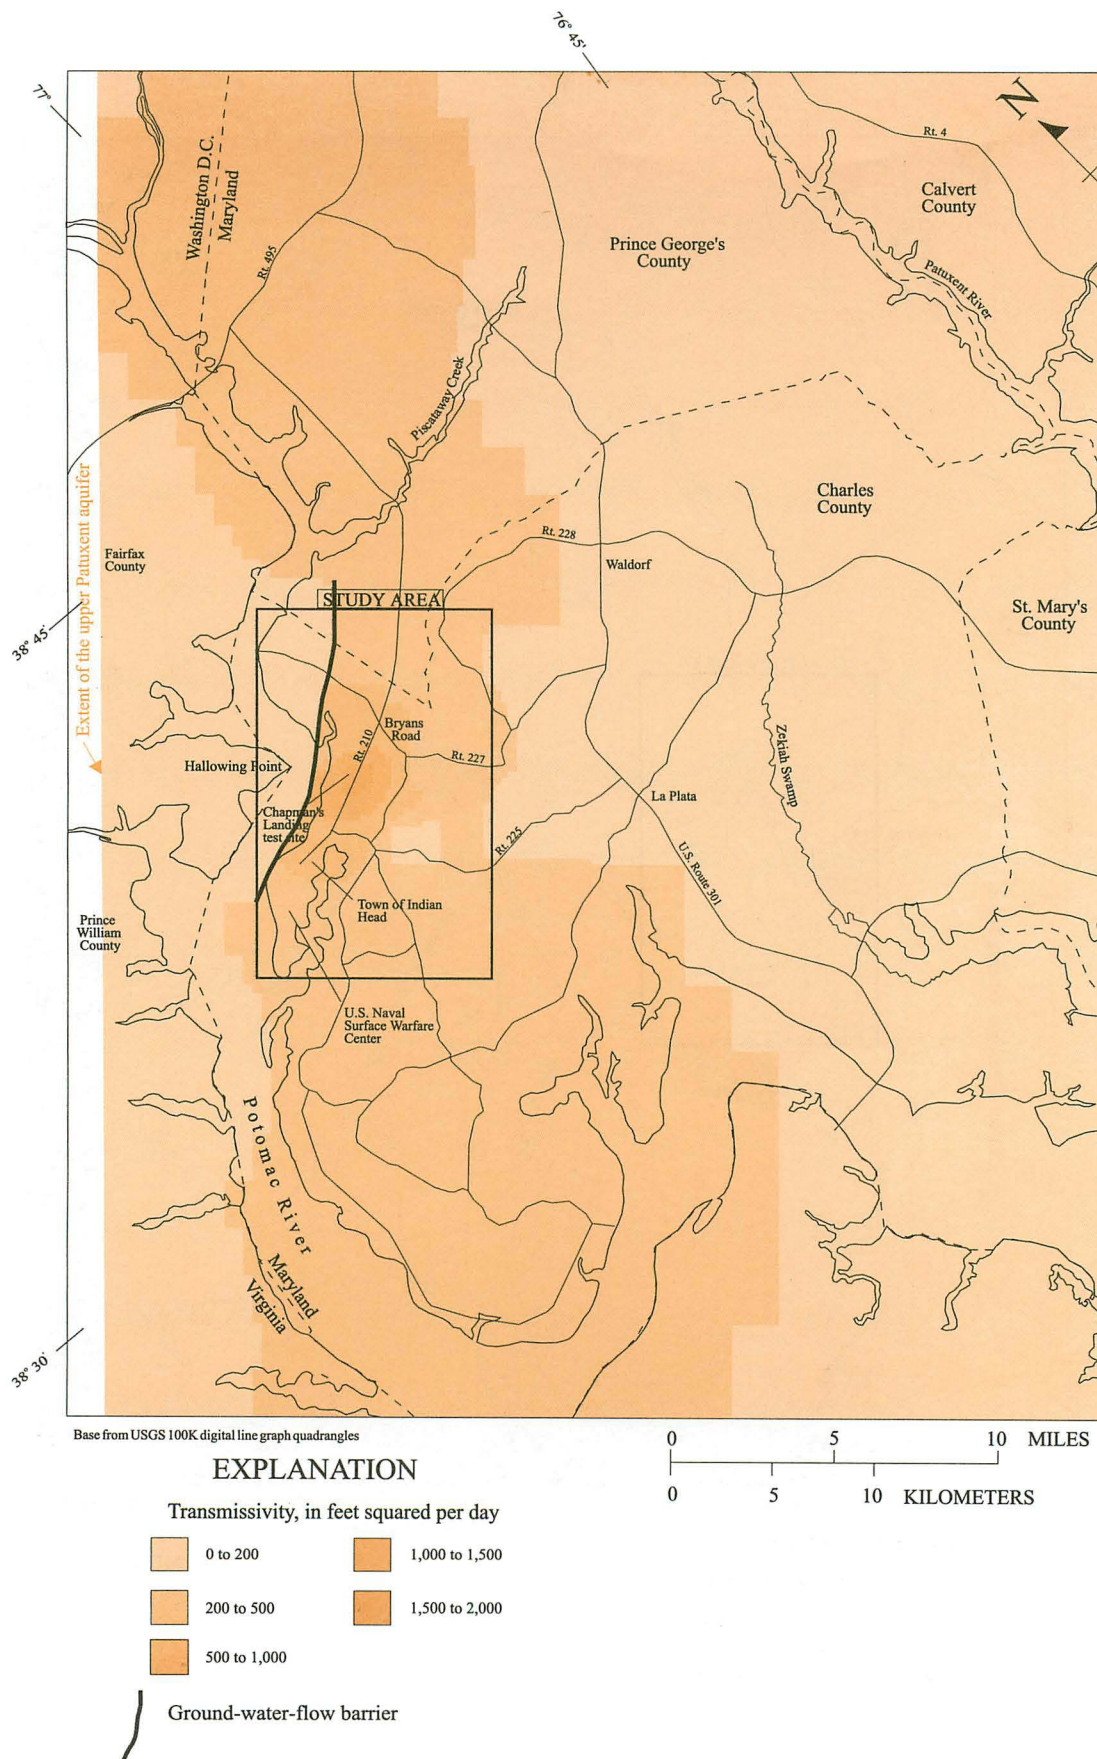 76° 45'
77°
N
Rt. 4
Washington D.C.
Maryland
Calvert
County
Prince George's
County
Rt. 495
Patuxent River
Piscataway Creek
Extent of the upper Patuxent aquifer
Charles
County
Rt. 228
Fairfax
County
Waldorf
STUDY AREA
St. Mary's
County
38° 45'
Bryans
Road
Rt. 210
Rt. 227
Zekiah Swamp
Hallowing Point
La Plata
Chapman's
Landing
test site
Rt. 225
U.S. Route 301
Town of Indian
Head
Prince
William
County
U.S. Naval
Surface Warfare
Center
Potomac River
Maryland
Virginia
38° 30'
Base from USGS 100K digital line graph quadrangles
0 5 10 MILES
0 5 10 KILOMETERS
EXPLANATION
Transmissivity, in feet squared per day
0 to 200
200 to 500
500 to 1,000
1,000 to 1,500
1,500 to 2,000
Ground-water-flow barrier